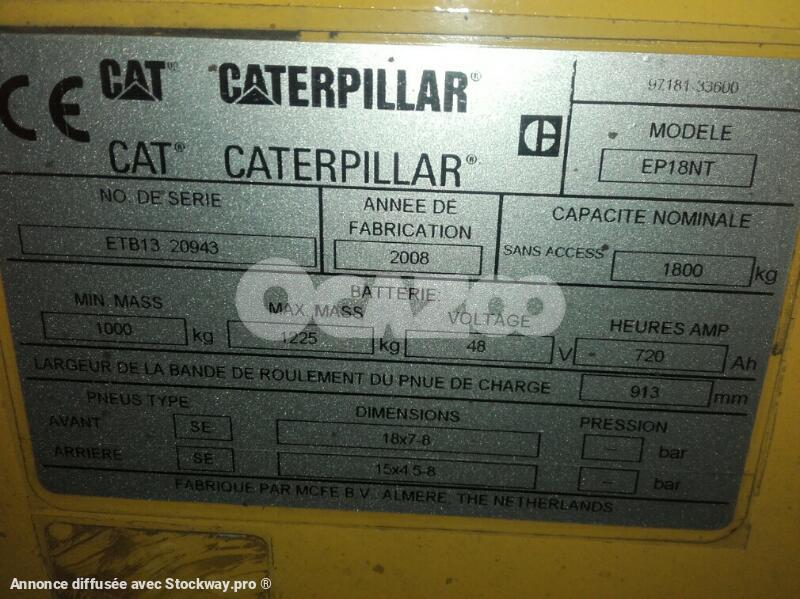 CE CAT® CATERPILLAR®
97181-33600
CAT® CATERPILLAR®
MODELE
EP18NT
NO. DE SERIE
ETB13 20943
ANNEE DE
FABRICATION
2008
CAPACITE NOMINALE
SANS ACCESS
1800 kg
BATTERIE:
MIN. MASS
1000 kg
MAX. MASS
1225 kg
VOLTAGE
48 V
HEURES AMP
720 Ah
ocazoo
LARGEUR DE LA BANDE DE ROULEMENT DU PNUE DE CHARGE 913 mm
PNEUS TYPE DIMENSIONS PRESSION
AVANT SE 18x7-8 – bar
ARRIERE SE 15x4.5-8 – bar
FABRIQUE PAR MCFE B.V. ALMERE, THE NETHERLANDS
Annonce diffusée avec Stockway.pro ®